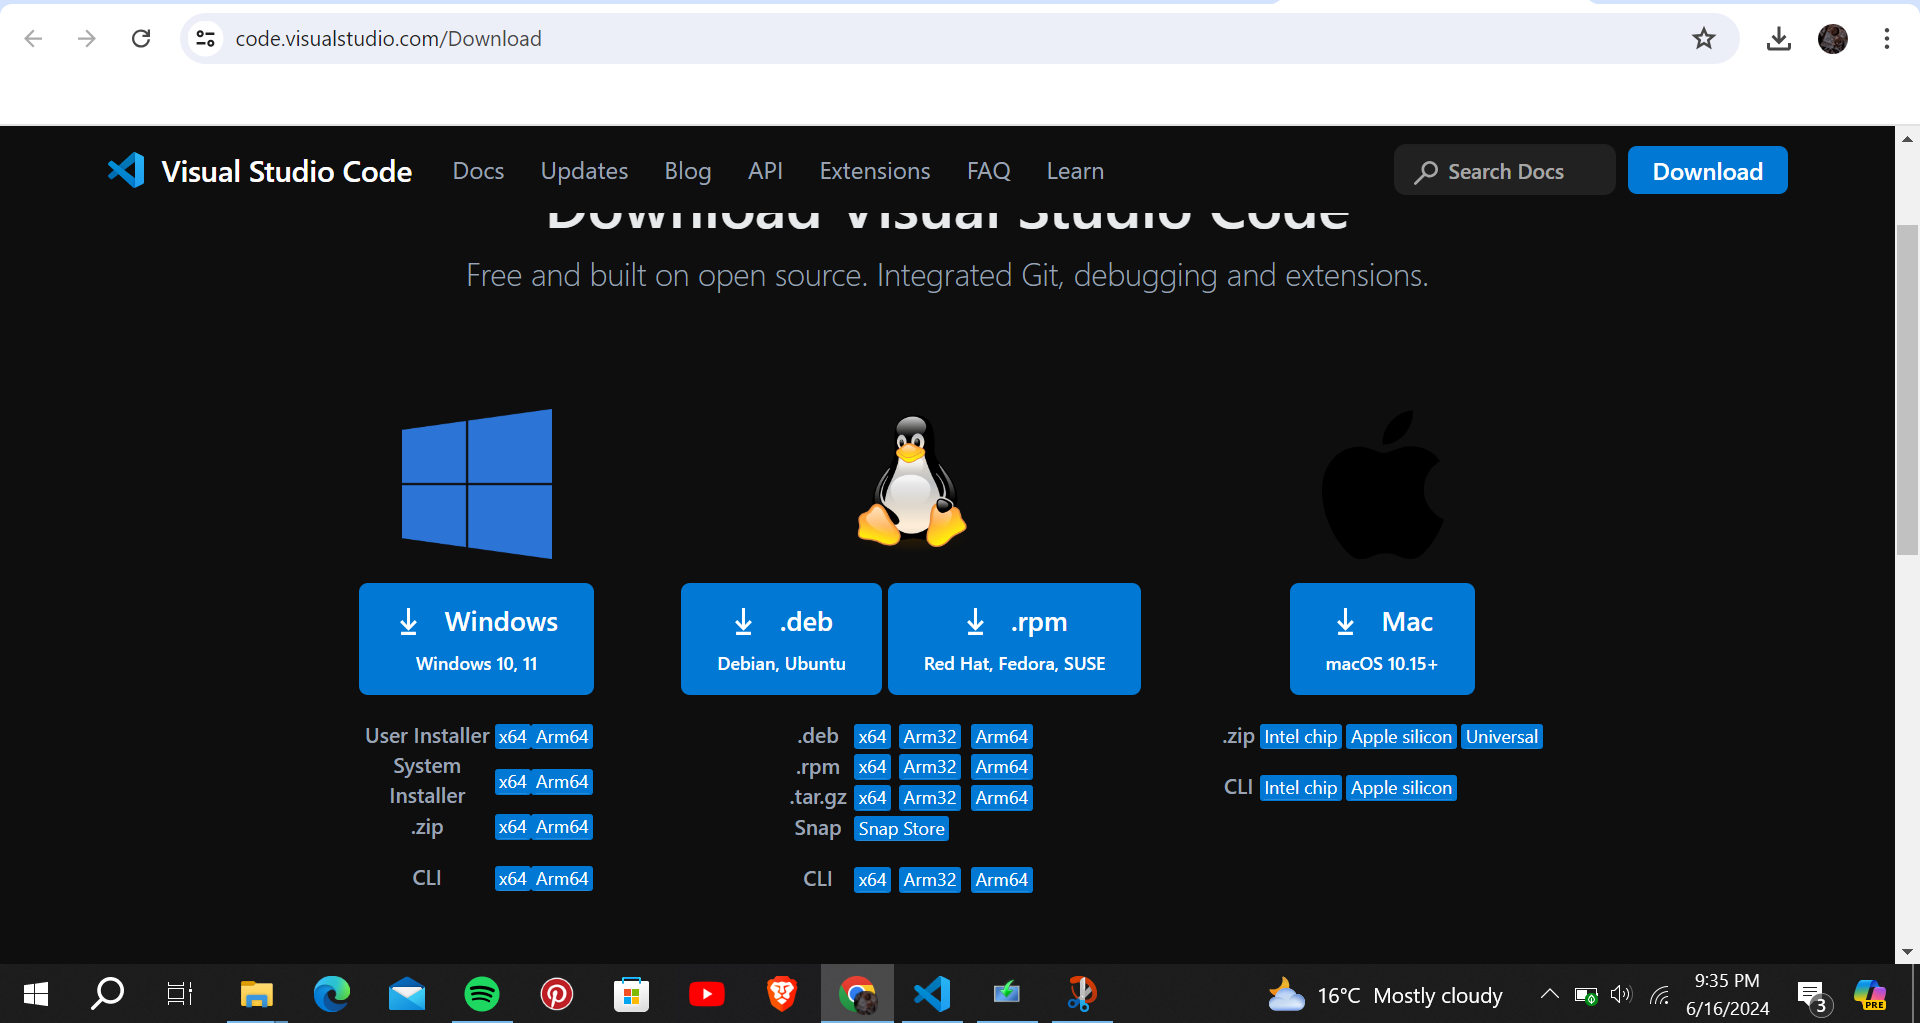 code.visualstudio.com/Download
Visual Studio Code Docs Updates Blog API Extensions FAQ Learn Search Docs Download
Download Visual Studio Code
Free and built on open source. Integrated Git, debugging and extensions.
Windows
Windows 10, 11
.deb
Debian, Ubuntu
.rpm
Red Hat, Fedora, SUSE
Mac
macOS 10.15+
User Installer x64 Arm64
System Installer x64 Arm64
.zip x64 Arm64
CLI x64 Arm64
.deb x64 Arm32 Arm64
.rpm x64 Arm32 Arm64
.tar.gz x64 Arm32 Arm64
Snap Snap Store
CLI x64 Arm32 Arm64
.zip Intel chip Apple silicon Universal
CLI Intel chip Apple silicon
16°C Mostly cloudy
9:35 PM
6/16/2024
3
PRE